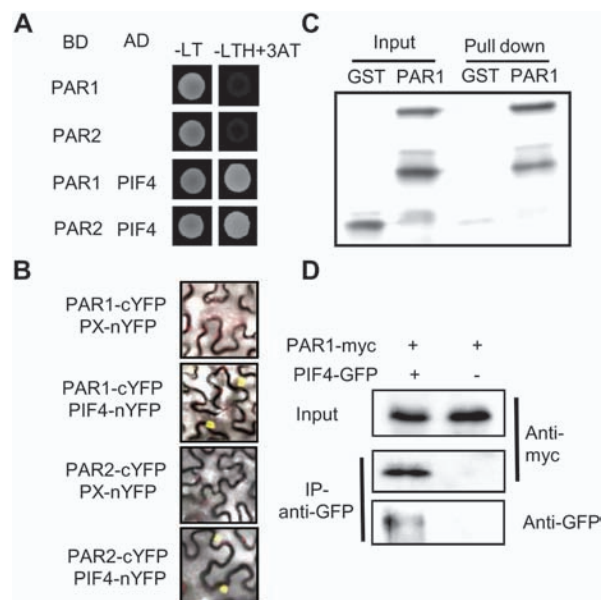 A
BD AD -LT -LTH+3AT
PAR1
PAR2
PAR1 PIF4
PAR2 PIF4
B
PAR1-cYFP
PX-nYFP
PAR1-cYFP
PIF4-nYFP
PAR2-cYFP
PX-nYFP
PAR2-cYFP
PIF4-nYFP
C
Input Pull down
GST PAR1 GST PAR1
D
PAR1-myc + +
PIF4-GFP + -
Input
Anti-
myc
IP-
anti-GFP
Anti-GFP